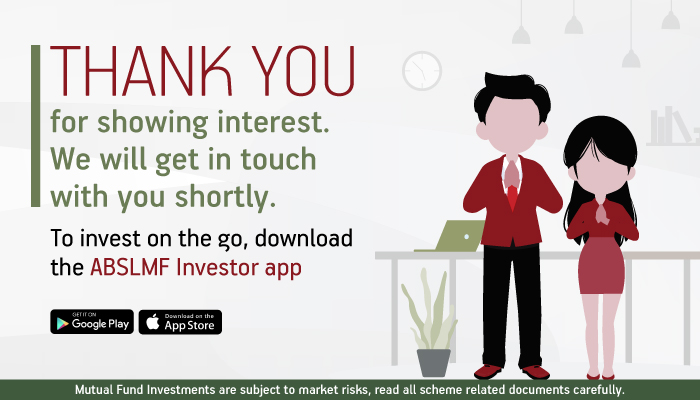 THANK YOU
for showing interest.
We will get in touch
with you shortly.
To invest on the go, download
the ABSLMF Investor app
GET IT ON
Google Play
Download on the
App Store
Mutual Fund Investments are subject to market risks, read all scheme related documents carefully.